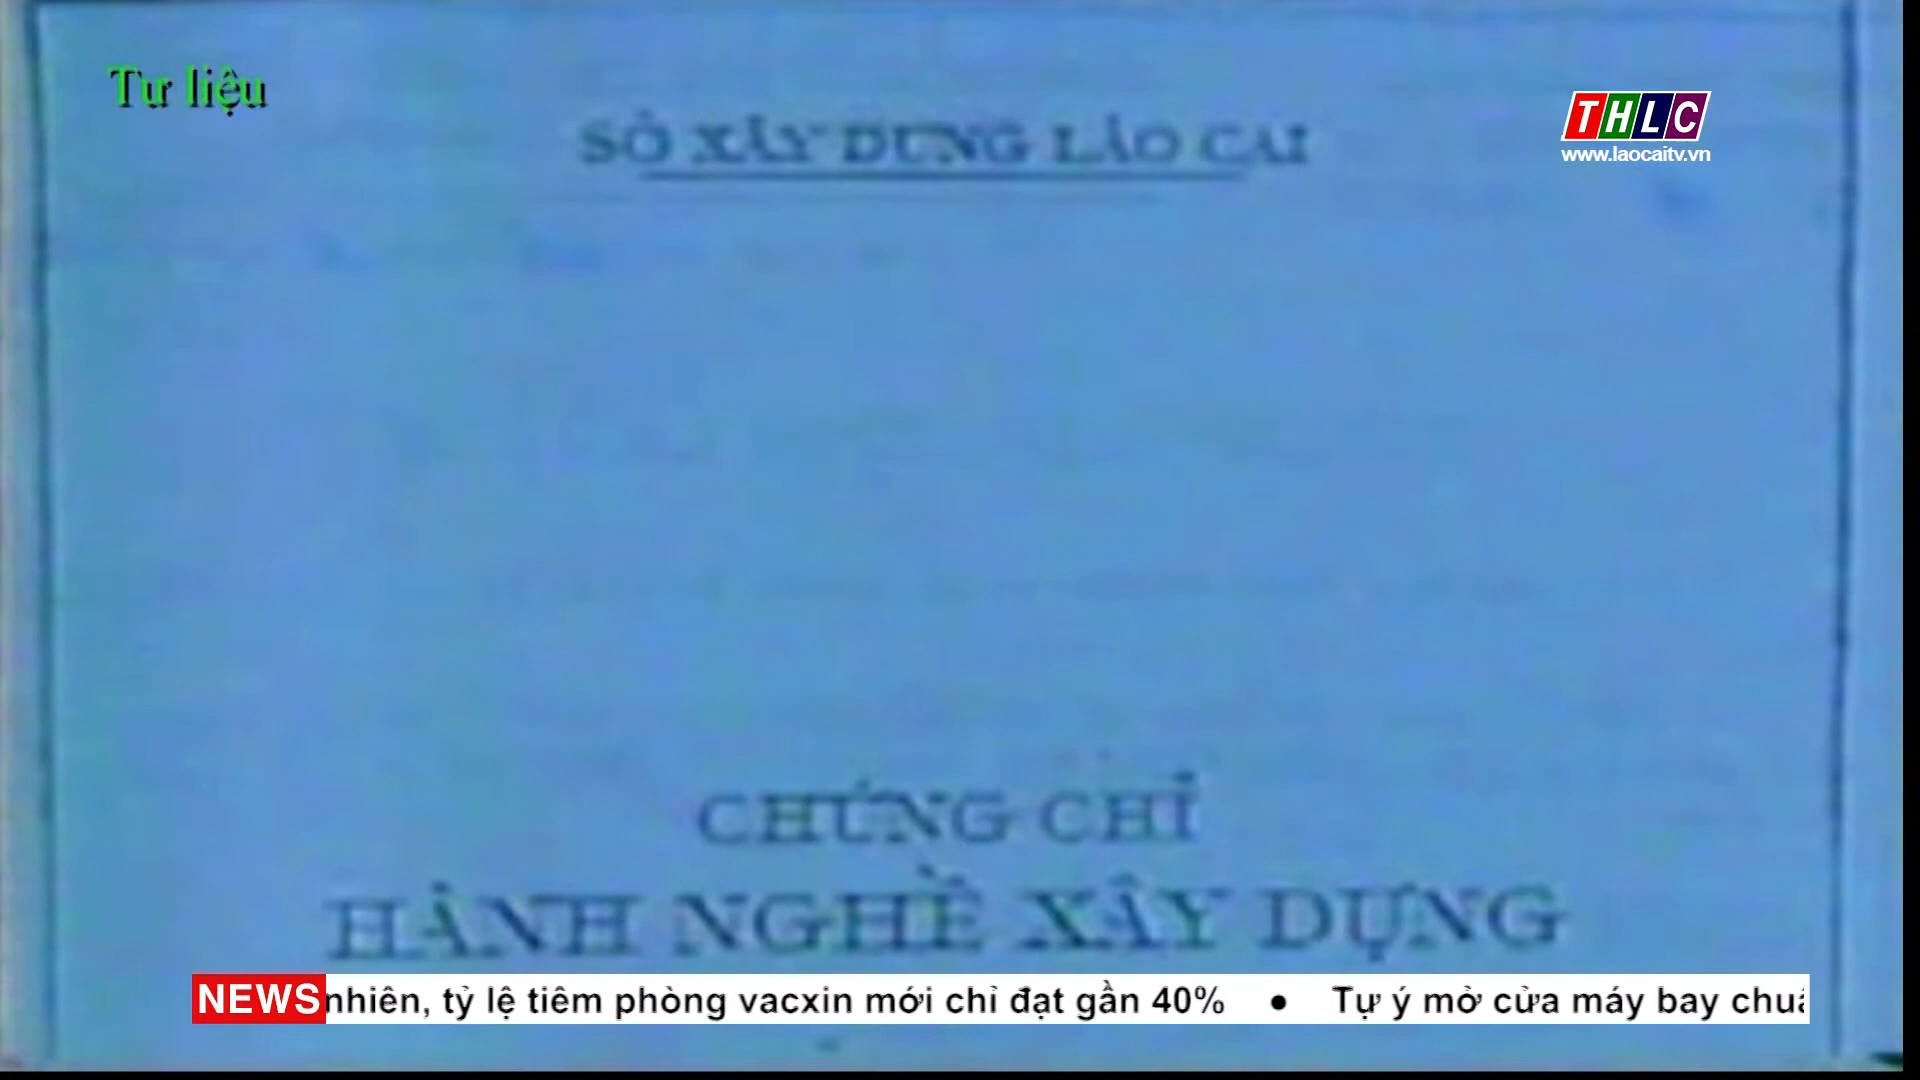 Tư liệu
THLC
www.laocaitv.vn
SỞ XÂY DỰNG LÀO CAI
CHỨNG CHỈ
HÀNH NGHỀ XÂY DỰNG
NEWS nhiên, tỷ lệ tiêm phòng vacxin mới chỉ đạt gần 40% ● Tự ý mở cửa máy bay